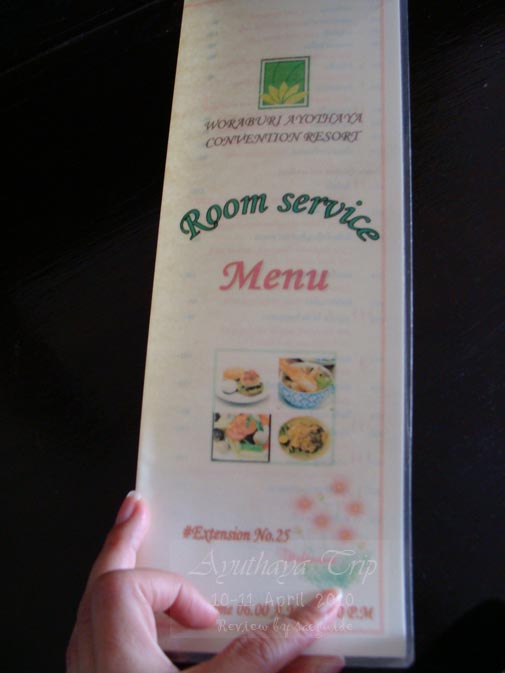 WORABURI AYOTHAYA
CONVENTION RESORT
Room service
Menu
#Extension No.25
Ayuthaya Trip
10-11 April 2010
P.M
Review by